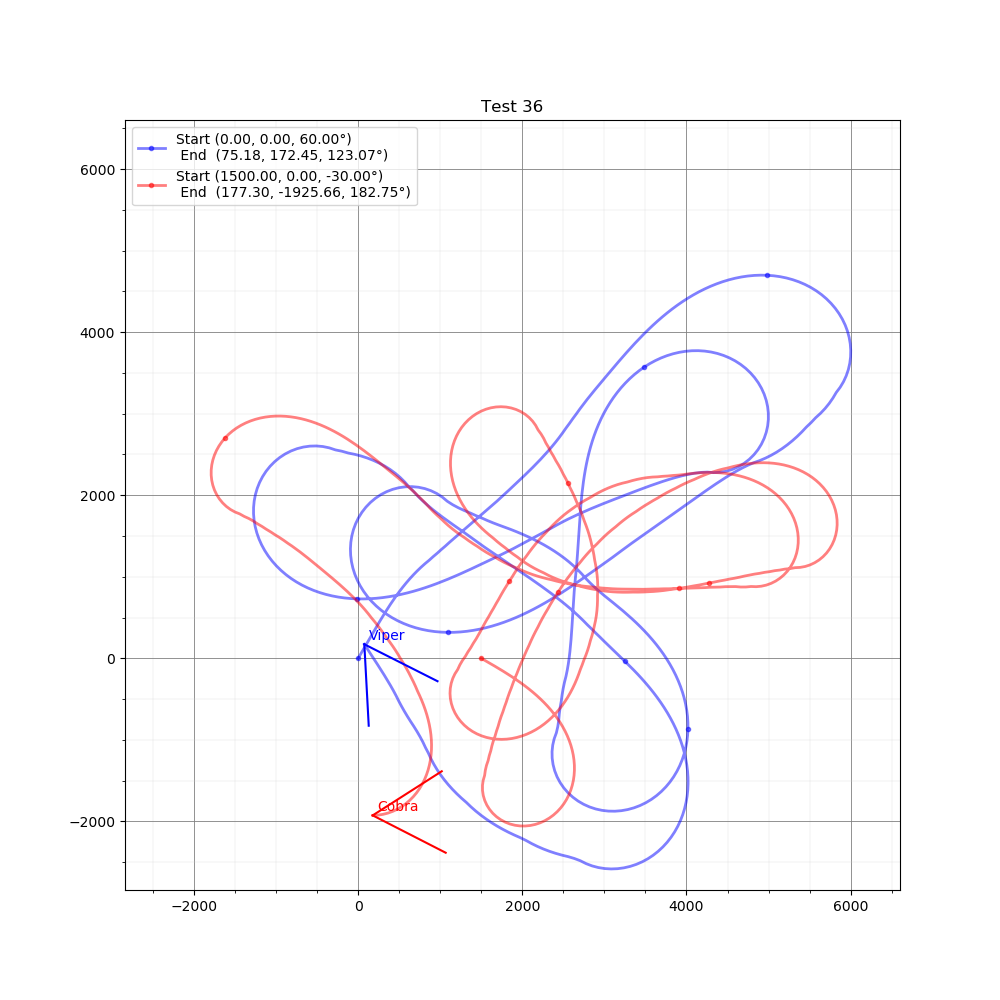 Test 36
Start (0.00, 0.00, 60.00°)
End (75.18, 172.45, 123.07°)
Start (1500.00, 0.00, -30.00°)
End (177.30, -1925.66, 182.75°)
6000
4000
2000
0
−2000
Viper
Cobra
−2000
0
2000
4000
6000